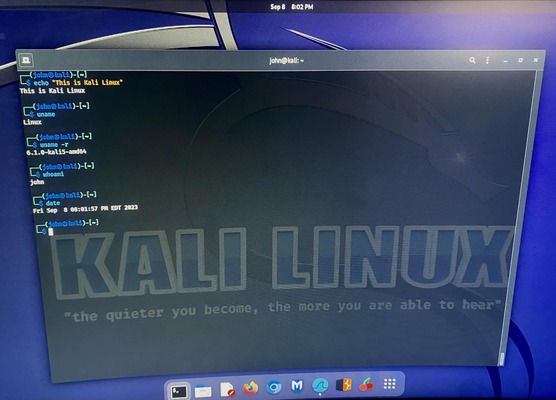 Sep 8 8:02 PM
john@kali: ~
(john㉿kali)-[~]
$ echo "This is Kali Linux"
This is Kali Linux
(john㉿kali)-[~]
$ uname
Linux
(john㉿kali)-[~]
$ uname -r
6.1.0-kali5-amd64
(john㉿kali)-[~]
$ whoami
john
(john㉿kali)-[~]
$ date
Fri Sep 8 08:01:57 PM EDT 2023
(john㉿kali)-[~]
$
KALI LINUX
"the quieter you become, the more you are able to hear"